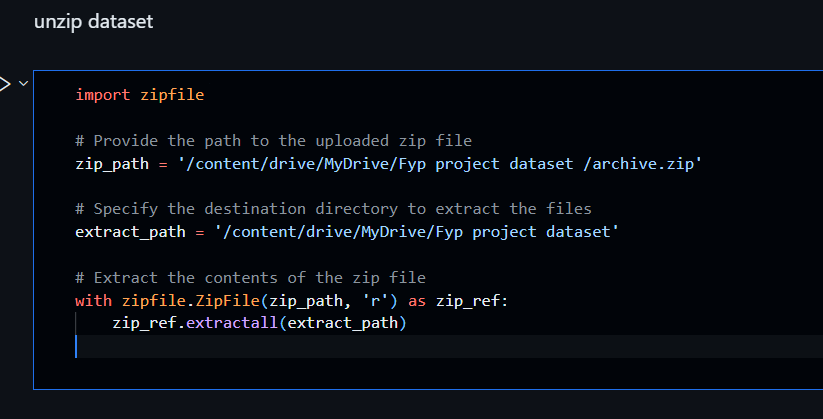 unzip dataset
import zipfile
# Provide the path to the uploaded zip file
zip_path = '/content/drive/MyDrive/Fyp project dataset /archive.zip'
# Specify the destination directory to extract the files
extract_path = '/content/drive/MyDrive/Fyp project dataset'
# Extract the contents of the zip file
with zipfile.ZipFile(zip_path, 'r') as zip_ref:
    zip_ref.extractall(extract_path)